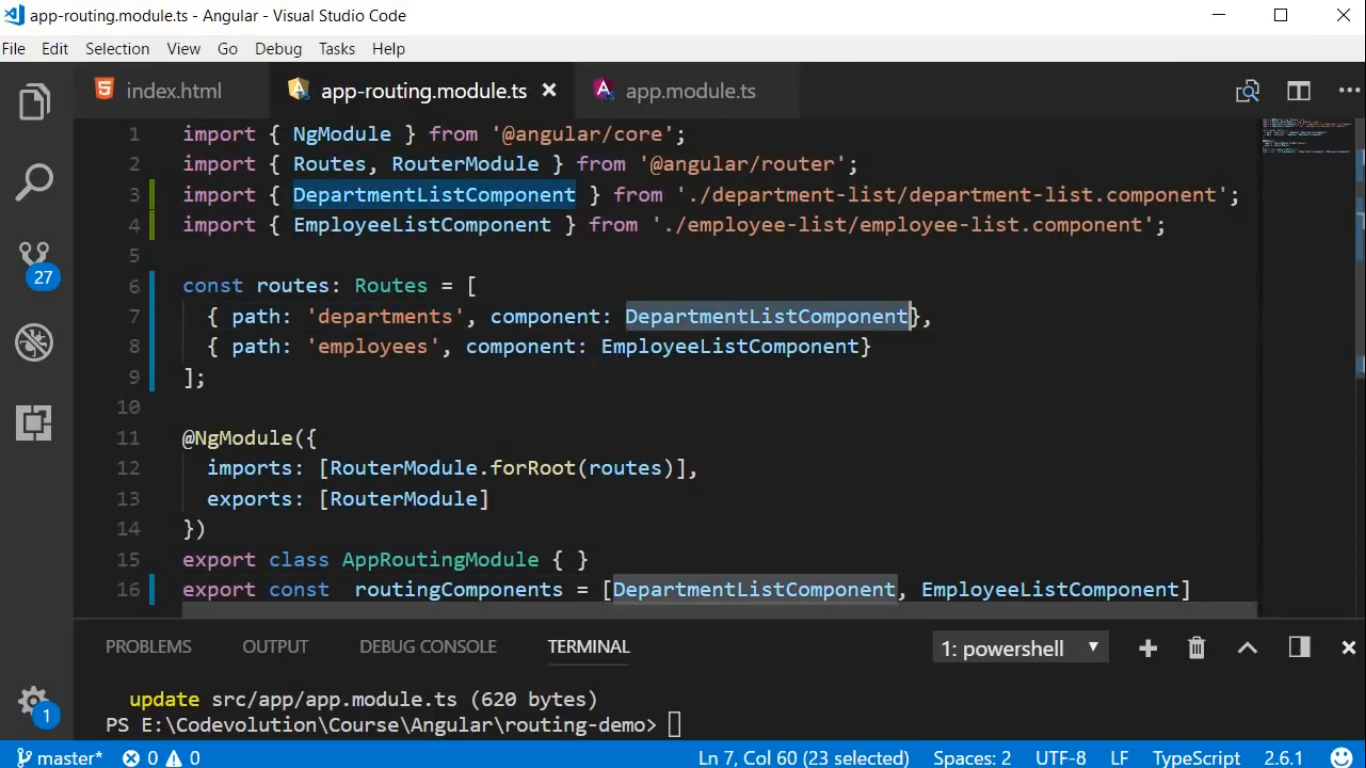 app-routing.module.ts - Angular - Visual Studio Code
File Edit Selection View Go Debug Tasks Help
index.html app-routing.module.ts app.module.ts
1 import { NgModule } from '@angular/core';
2 import { Routes, RouterModule } from '@angular/router';
3 import { DepartmentListComponent } from './department-list/department-list.component';
4 import { EmployeeListComponent } from './employee-list/employee-list.component';
5
6 const routes: Routes = [
7   { path: 'departments', component: DepartmentListComponent},
8   { path: 'employees', component: EmployeeListComponent}
9 ];
10
11 @NgModule({
12   imports: [RouterModule.forRoot(routes)],
13   exports: [RouterModule]
14 })
15 export class AppRoutingModule { }
16 export const  routingComponents = [DepartmentListComponent, EmployeeListComponent]
27
PROBLEMS OUTPUT DEBUG CONSOLE TERMINAL 1: powershell
update src/app/app.module.ts (620 bytes)
PS E:\Codevolution\Course\Angular\routing-demo>
1
master* 0 0 Ln 7, Col 60 (23 selected) Spaces: 2 UTF-8 LF TypeScript 2.6.1